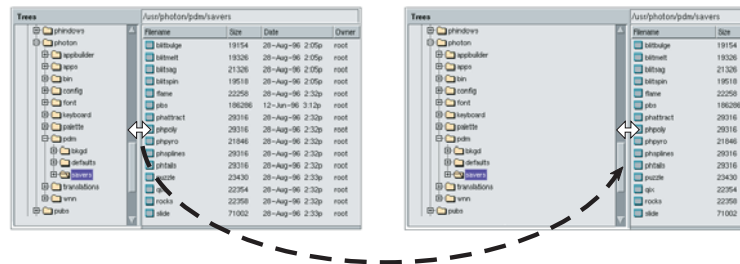 Trees
phindows
photon
appbuilder
apps
bin
config
font
keyboard
palette
pdm
bkgd
defaults
savers
translations
wnn
pubs
/usr/photon/pdm/savers
Filename Size Date Owner
blitbulge 19154 28-Aug-96 2:05p root
blitmelt 19326 28-Aug-96 2:05p root
blitsag 21326 28-Aug-96 2:05p root
blitspin 19518 28-Aug-96 2:05p root
flame 22258 28-Aug-96 2:32p root
pbs 186286 12-Jun-96 3:12p root
phattract 29316 28-Aug-96 2:32p root
phpoly 29316 28-Aug-96 2:32p root
phpyro 21846 28-Aug-96 2:32p root
phsplines 29316 28-Aug-96 2:32p root
phtails 29316 28-Aug-96 2:32p root
puzzle 23430 28-Aug-96 2:33p root
qix 22354 28-Aug-96 2:32p root
rocks 22358 28-Aug-96 2:32p root
slide 71002 28-Aug-96 2:33p root
Trees
phindows
photon
appbuilder
apps
bin
config
font
keyboard
palette
pdm
bkgd
defaults
savers
translations
wnn
pubs
/usr/photon/pdm/savers
Filename Size
blitbulge 19154
blitmelt 19326
blitsag 21326
blitspin 19518
flame 22258
pbs 186286
phattract 29316
phpoly 29316
phpyro 21846
phsplines 29316
phtails 29316
puzzle 23430
qix 22354
rocks 22358
slide 71002